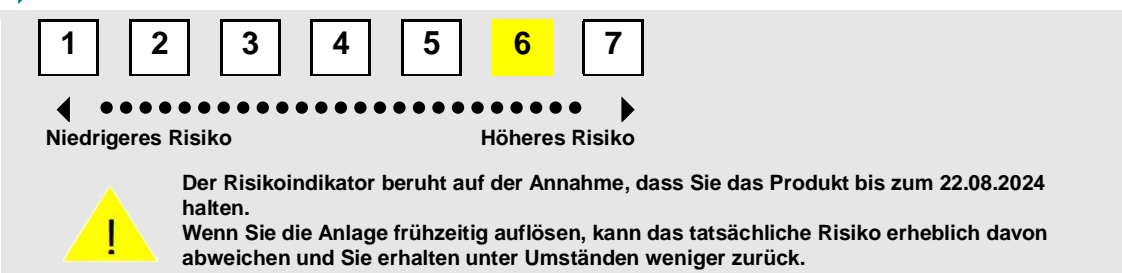 1 2 3 4 5 6 7
Niedrigeres Risiko Höheres Risiko
Der Risikoindikator beruht auf der Annahme, dass Sie das Produkt bis zum 22.08.2024
halten.
Wenn Sie die Anlage frühzeitig auflösen, kann das tatsächliche Risiko erheblich davon
abweichen und Sie erhalten unter Umständen weniger zurück.
!